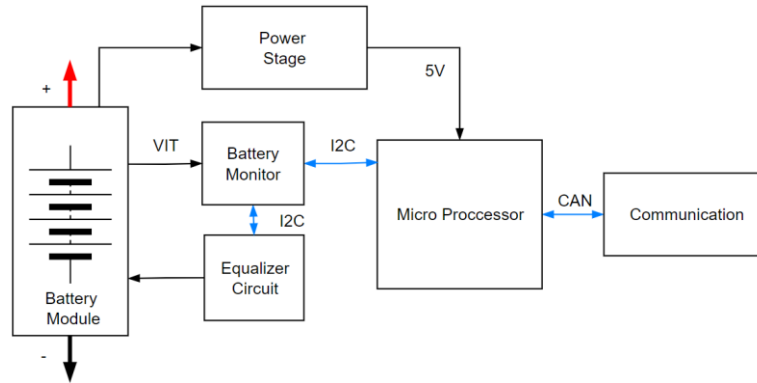 Power
Stage
+
5V
VIT
Battery
Monitor
I2C
Micro Proccessor
CAN
Communication
I2C
Equalizer
Circuit
Battery
Module
-